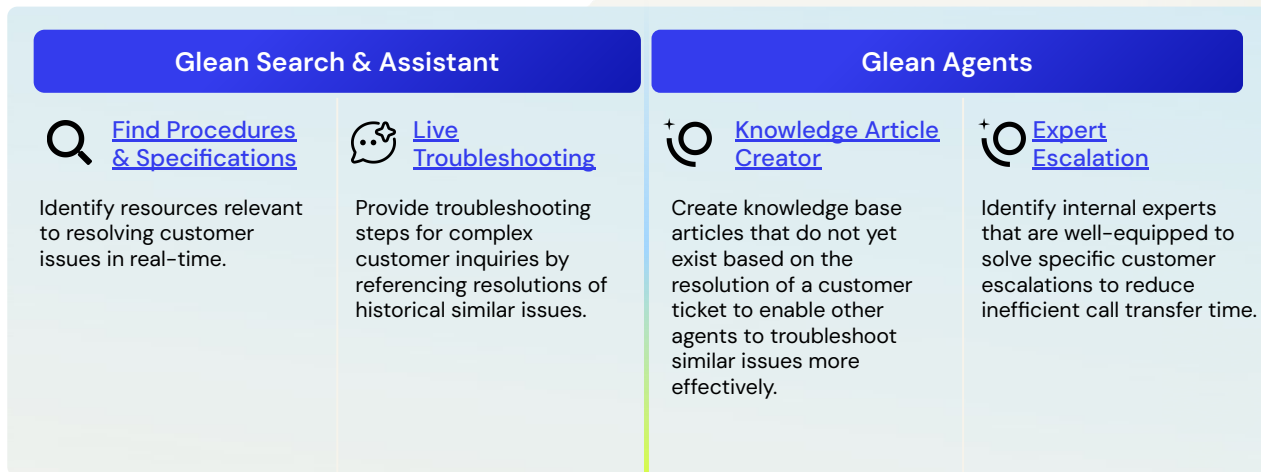 Glean Search & Assistant
Find Procedures
& Specifications
Identify resources relevant
to resolving customer
issues in real-time.
Live
Troubleshooting
Provide troubleshooting
steps for complex
customer inquiries by
referencing resolutions of
historical similar issues.
Glean Agents
Knowledge Article
Creator
Create knowledge base
articles that do not yet
exist based on the
resolution of a customer
ticket to enable other
agents to troubleshoot
similar issues more
effectively.
Expert
Escalation
Identify internal experts
that are well-equipped to
solve specific customer
escalations to reduce
inefficient call transfer time.